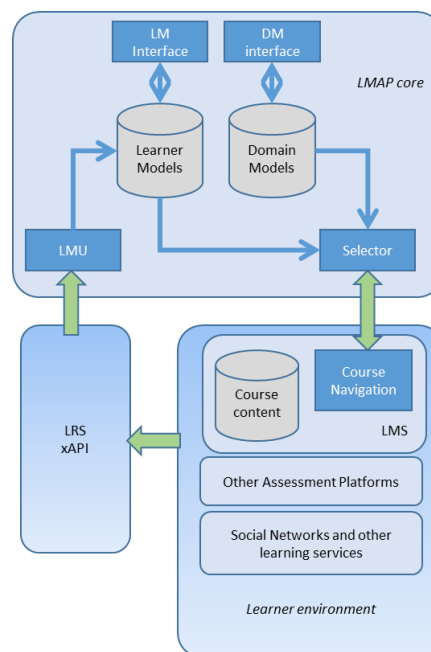 LM
Interface
DM
interface
LMAP core
Learner
Models
Domain
Models
LMU
Selector
LRS
xAPI
Course
content
Course
Navigation
LMS
Other Assessment Platforms
Social Networks and other
learning services
Learner environment